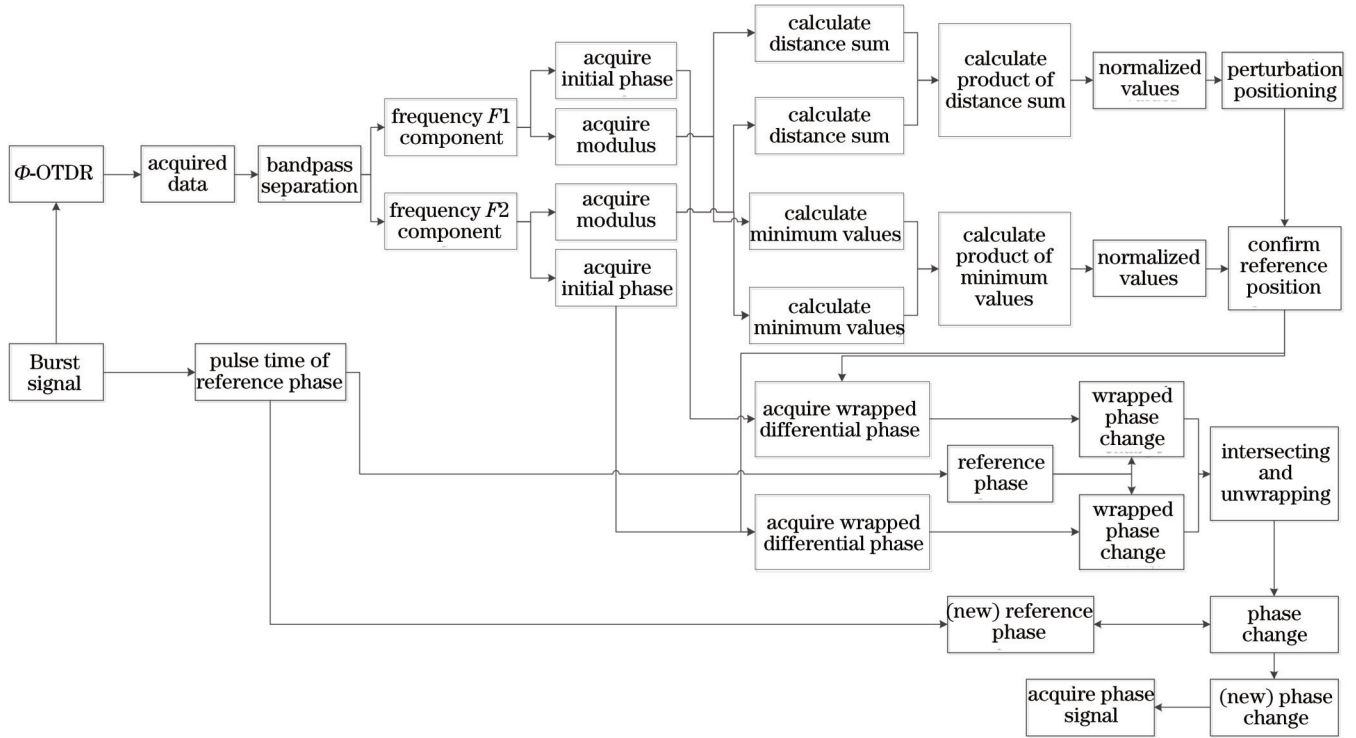 Φ-OTDR
acquired
data
bandpass
separation
frequency F1
component
frequency F2
component
acquire
initial phase
acquire
modulus
acquire
modulus
acquire
initial phase
calculate
distance sum
calculate
distance sum
calculate
minimum values
calculate
minimum values
calculate
product of
distance sum
normalized
values
perturbation
positioning
calculate
product of
minimum values
normalized
values
confirm
reference
position
Burst
signal
pulse time of
reference phase
acquire wrapped
differential phase
wrapped
phase
change
reference
phase
acquire wrapped
differential phase
wrapped
phase
change
intersecting
and
unwrapping
(new) reference
phase
phase
change
acquire phase
signal
(new) phase
change